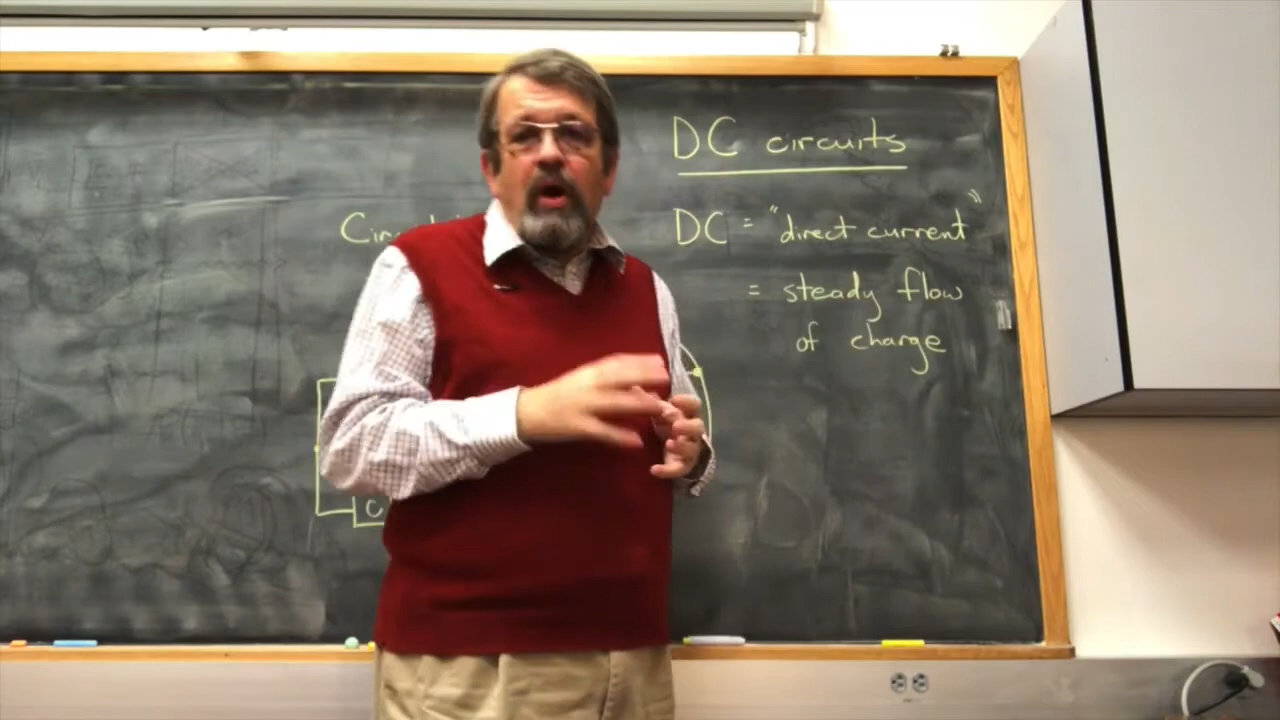 DC circuits
DC = "direct current"
= steady flow
of charge
C